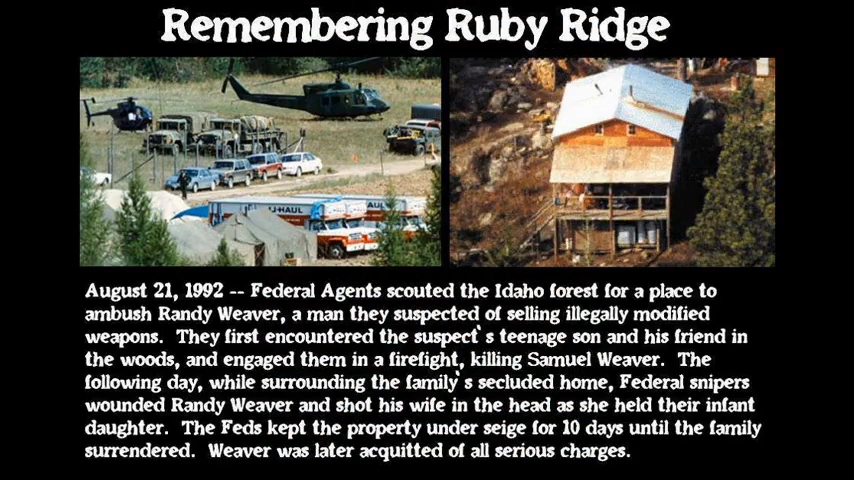 Remembering Ruby Ridge
U-HAUL
August 21, 1992 -- Federal Agents scouted the Idaho forest for a place to
ambush Randy Weaver, a man they suspected of selling illegally modified
weapons. They first encountered the suspect`s teenage son and his friend in
the woods, and engaged them in a firefight, killing Samuel Weaver. The
following day, while surrounding the family`s secluded home, Federal snipers
wounded Randy Weaver and shot his wife in the head as she held their infant
daughter. The Feds kept the property under seige for 10 days until the family
surrendered. Weaver was later acquitted of all serious charges.